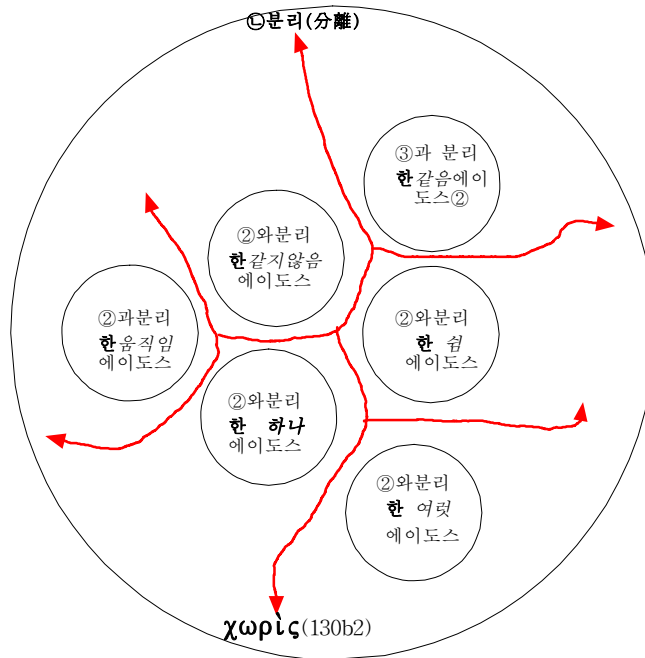 ㉡분리(分離)
③과 분리
한같음에이
도스②
②와분리
한같지않음
에이도스
②과분리
한움직임
에이도스
②와분리
한 쉼
에이도스
②와분리
한 하나
에이도스
②와분리
한 여럿
에이도스
χωρὶς(130b2)